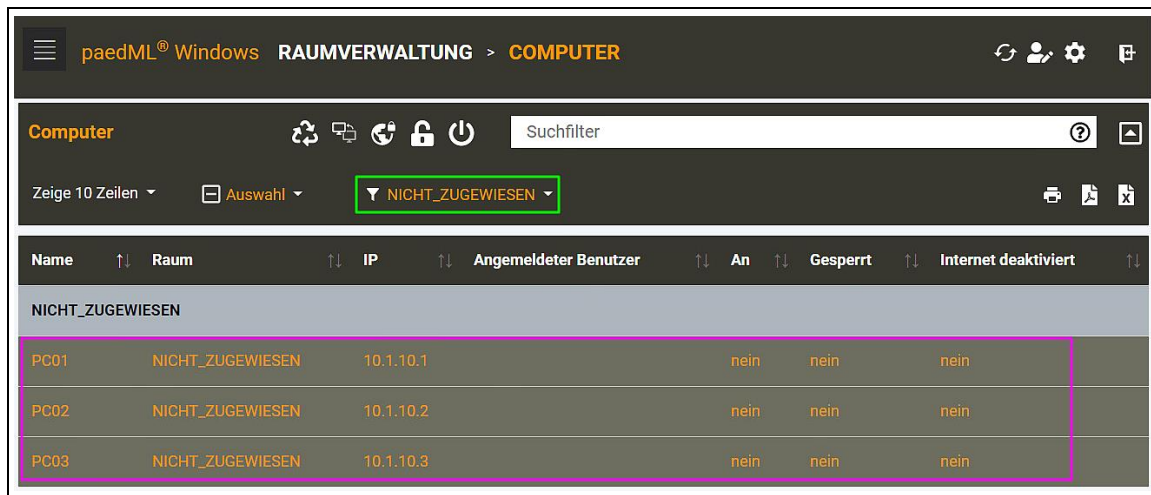 paedML® Windows RAUMVERWALTUNG > COMPUTER
Computer Suchfilter
Zeige 10 Zeilen Auswahl NICHT_ZUGEWIESEN
Name Raum IP Angemeldeter Benutzer An Gesperrt Internet deaktiviert
NICHT_ZUGEWIESEN
PC01 NICHT_ZUGEWIESEN 10.1.10.1 nein nein nein
PC02 NICHT_ZUGEWIESEN 10.1.10.2 nein nein nein
PC03 NICHT_ZUGEWIESEN 10.1.10.3 nein nein nein